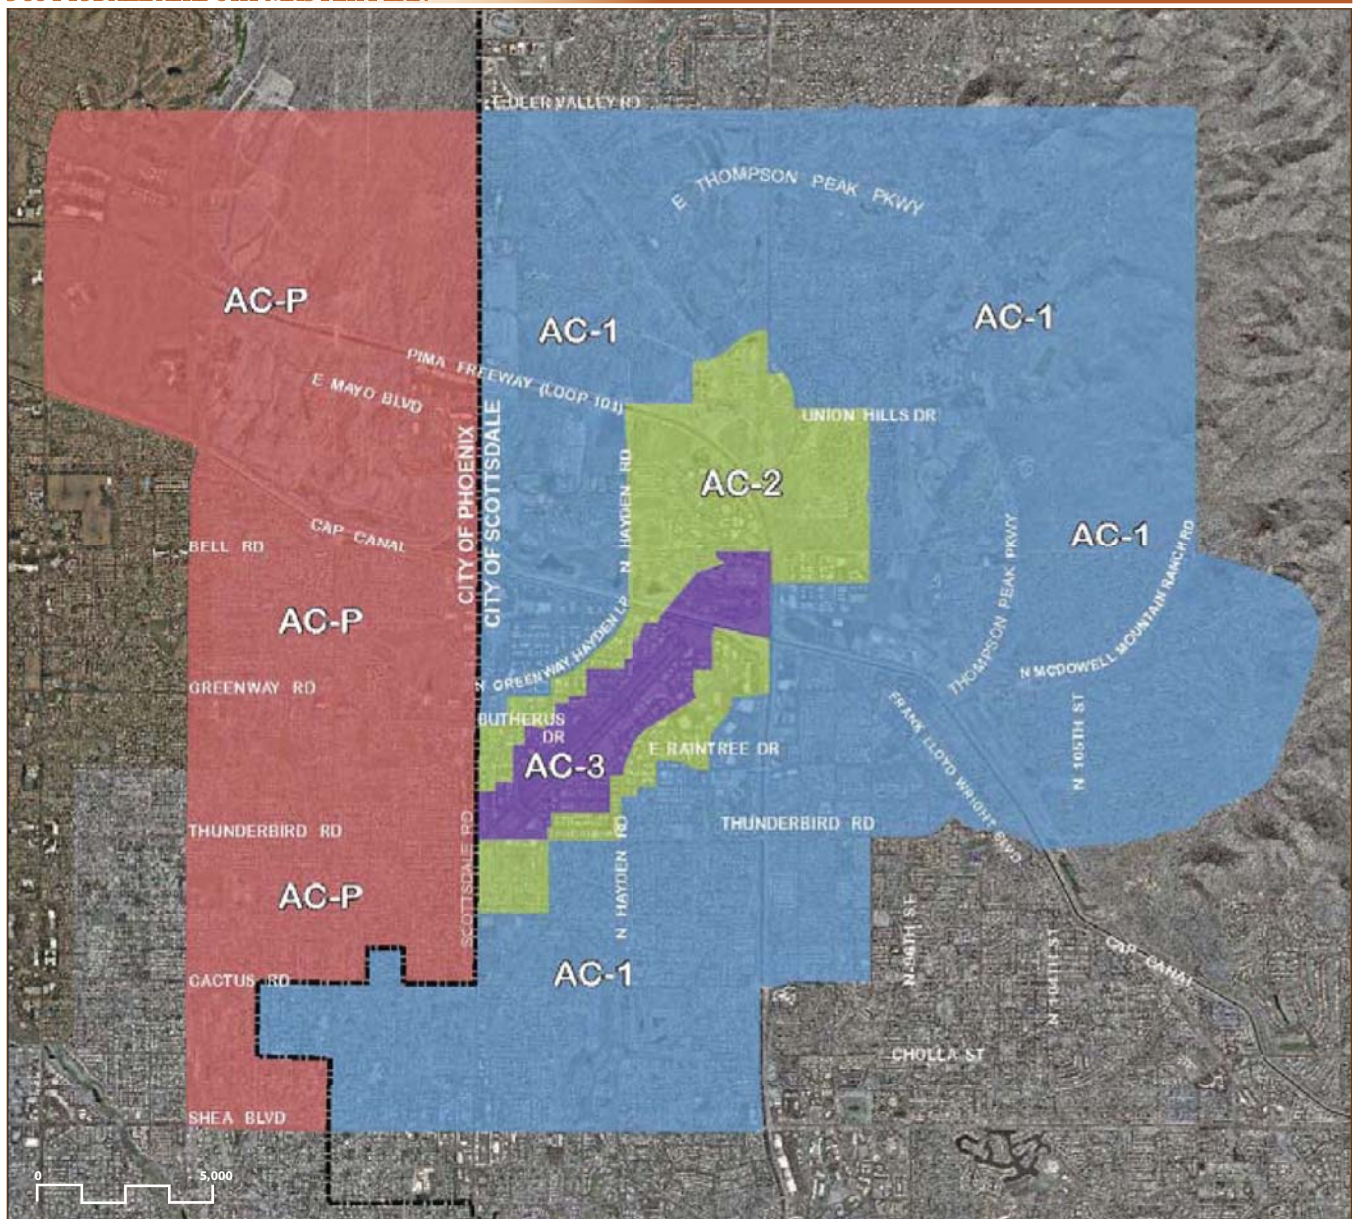 E DEER VALLEY RD
E THOMPSON PEAK PKWY
AC-P
AC-1
AC-1
PIMA FREEWAY (LOOP 101)
E MAYO BLVD
UNION HILLS DR
CITY OF PHOENIX
CITY OF SCOTTSDALE
N HAYDEN RD
AC-2
CAP CANAL
BELL RD
AC-1
THOMPSON PEAK PKWY
N MCDOWELL MOUNTAIN RANCH RD
AC-P
N GREENWAY HAYDEN LP
GREENWAY RD
BUTHERUS
DR
E RAINTREE DR
FRANK LLOYD WRIGHT BLVD
N 105TH ST
AC-3
THUNDERBIRD RD
SCOTTSDALE RD
N HAYDEN RD
THUNDERBIRD RD
AC-P
N 96TH ST
N 104TH ST
CAP CANAL
CACTUS RD
AC-1
CHOLLA ST
SHEA BLVD
0 5,000